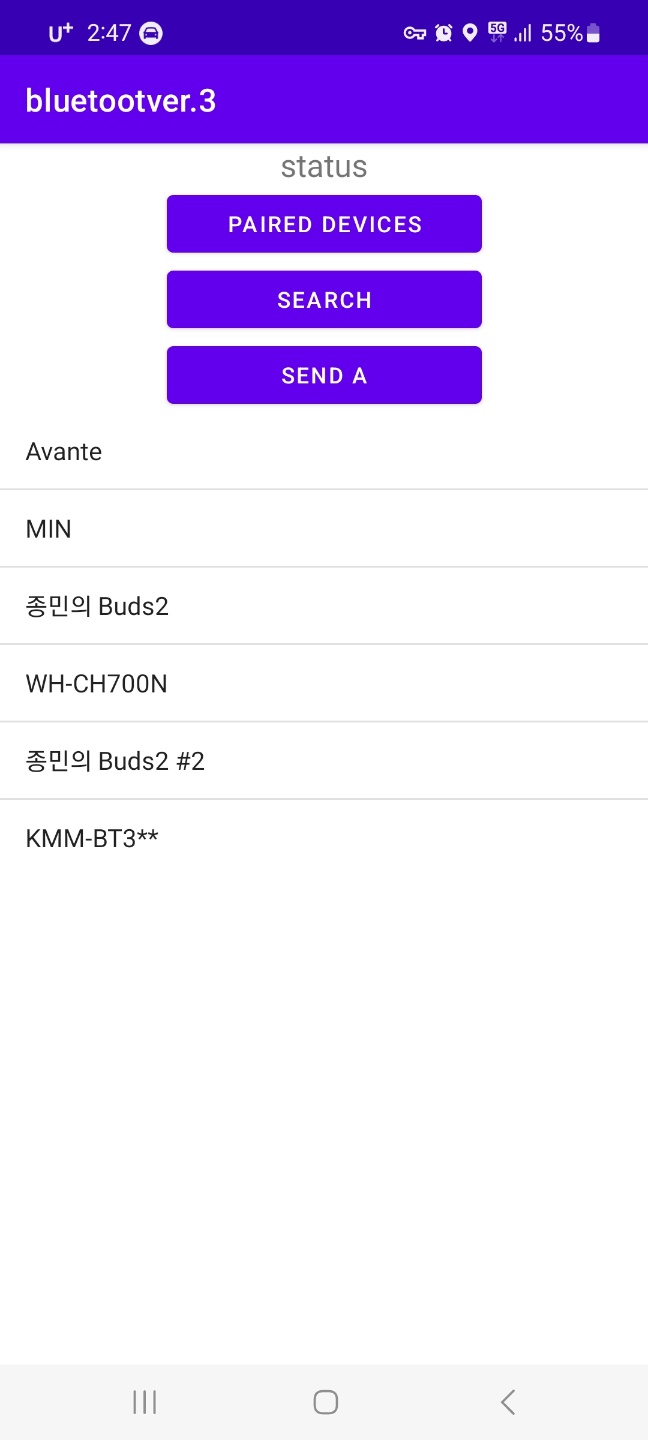 U+ 2:47 5G 55%
bluetootver.3
status
PAIRED DEVICES
SEARCH
SEND A
Avante
MIN
종민의 Buds2
WH-CH700N
종민의 Buds2 #2
KMM-BT3**